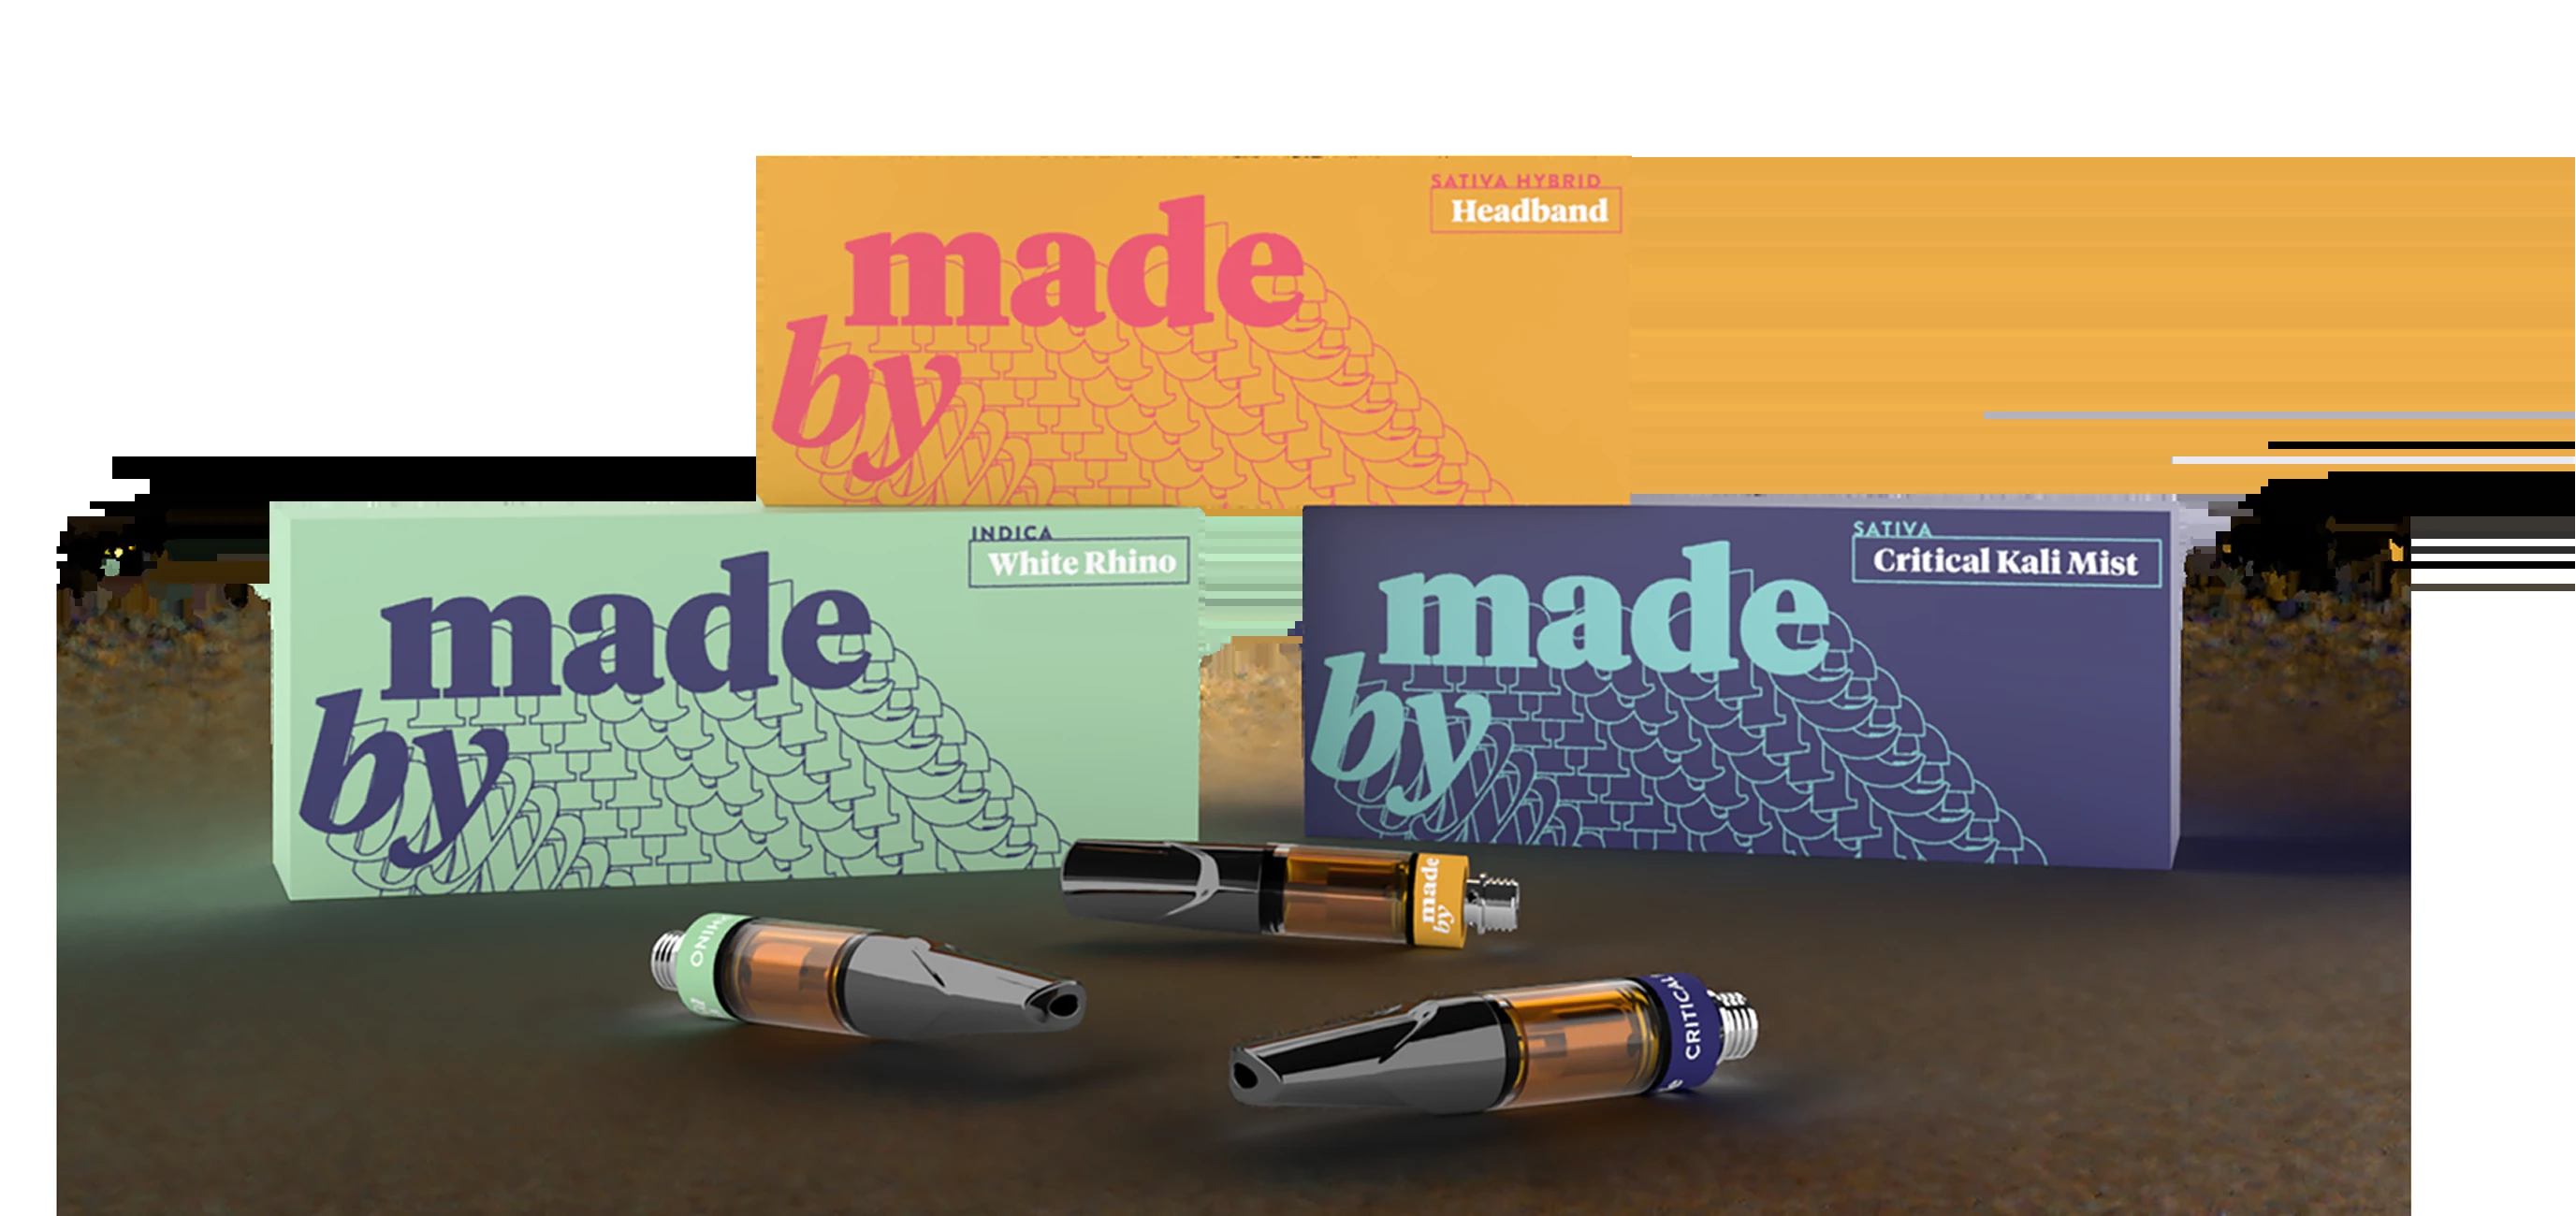 SATIVA HYBRID
Headband
made
by
INDICA
White Rhino
made
by
SATIVA
Critical Kali Mist
made
by
made
by
CRITICAL